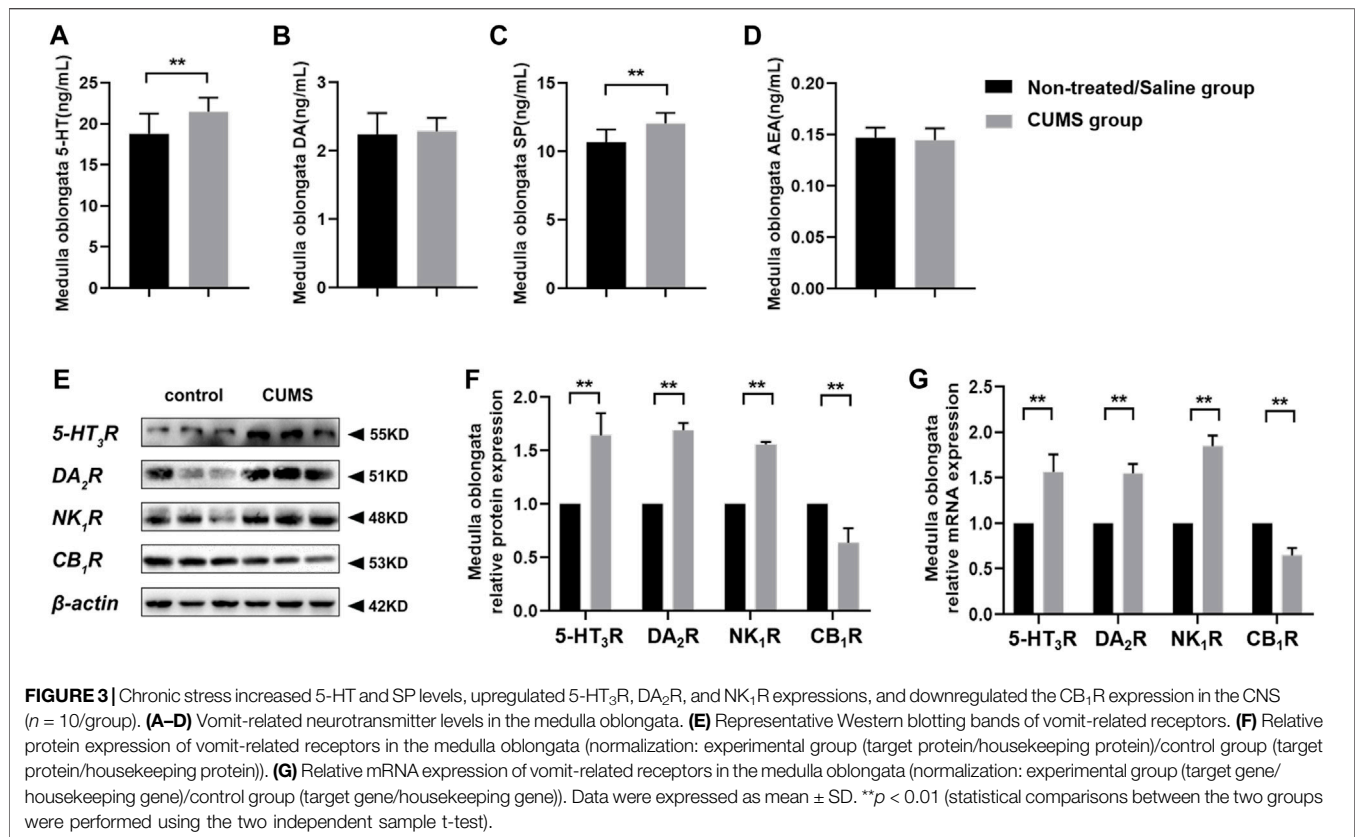 A
B
C
D
**
**
Medulla oblongata 5-HT(ng/mL)
25
20
15
10
5
0
Medulla oblongata DA(ng/mL)
3
2
1
0
Medulla oblongata SP(ng/mL)
15
10
5
0
Medulla oblongata AEA(ng/mL)
0.20
0.15
0.10
0.05
0.00
Non-treated/Saline group
CUMS group
E
control CUMS
5-HT₃R 55KD
DA₂R 51KD
NK₁R 48KD
CB₁R 53KD
β-actin 42KD
F
Medulla oblongata
relative protein expression
2.0
1.5
1.0
0.5
0.0
** ** ** **
5-HT₃R DA₂R NK₁R CB₁R
G
Medulla oblongata
relative mRNA expression
2.5
2.0
1.5
1.0
0.5
0.0
** ** ** **
5-HT₃R DA₂R NK₁R CB₁R
FIGURE 3 | Chronic stress increased 5-HT and SP levels, upregulated 5-HT₃R, DA₂R, and NK₁R expressions, and downregulated the CB₁R expression in the CNS
(n = 10/group). (A–D) Vomit-related neurotransmitter levels in the medulla oblongata. (E) Representative Western blotting bands of vomit-related receptors. (F) Relative
protein expression of vomit-related receptors in the medulla oblongata (normalization: experimental group (target protein/housekeeping protein)/control group (target
protein/housekeeping protein)). (G) Relative mRNA expression of vomit-related receptors in the medulla oblongata (normalization: experimental group (target gene/
housekeeping gene)/control group (target gene/housekeeping gene)). Data were expressed as mean ± SD. **p < 0.01 (statistical comparisons between the two groups
were performed using the two independent sample t-test).